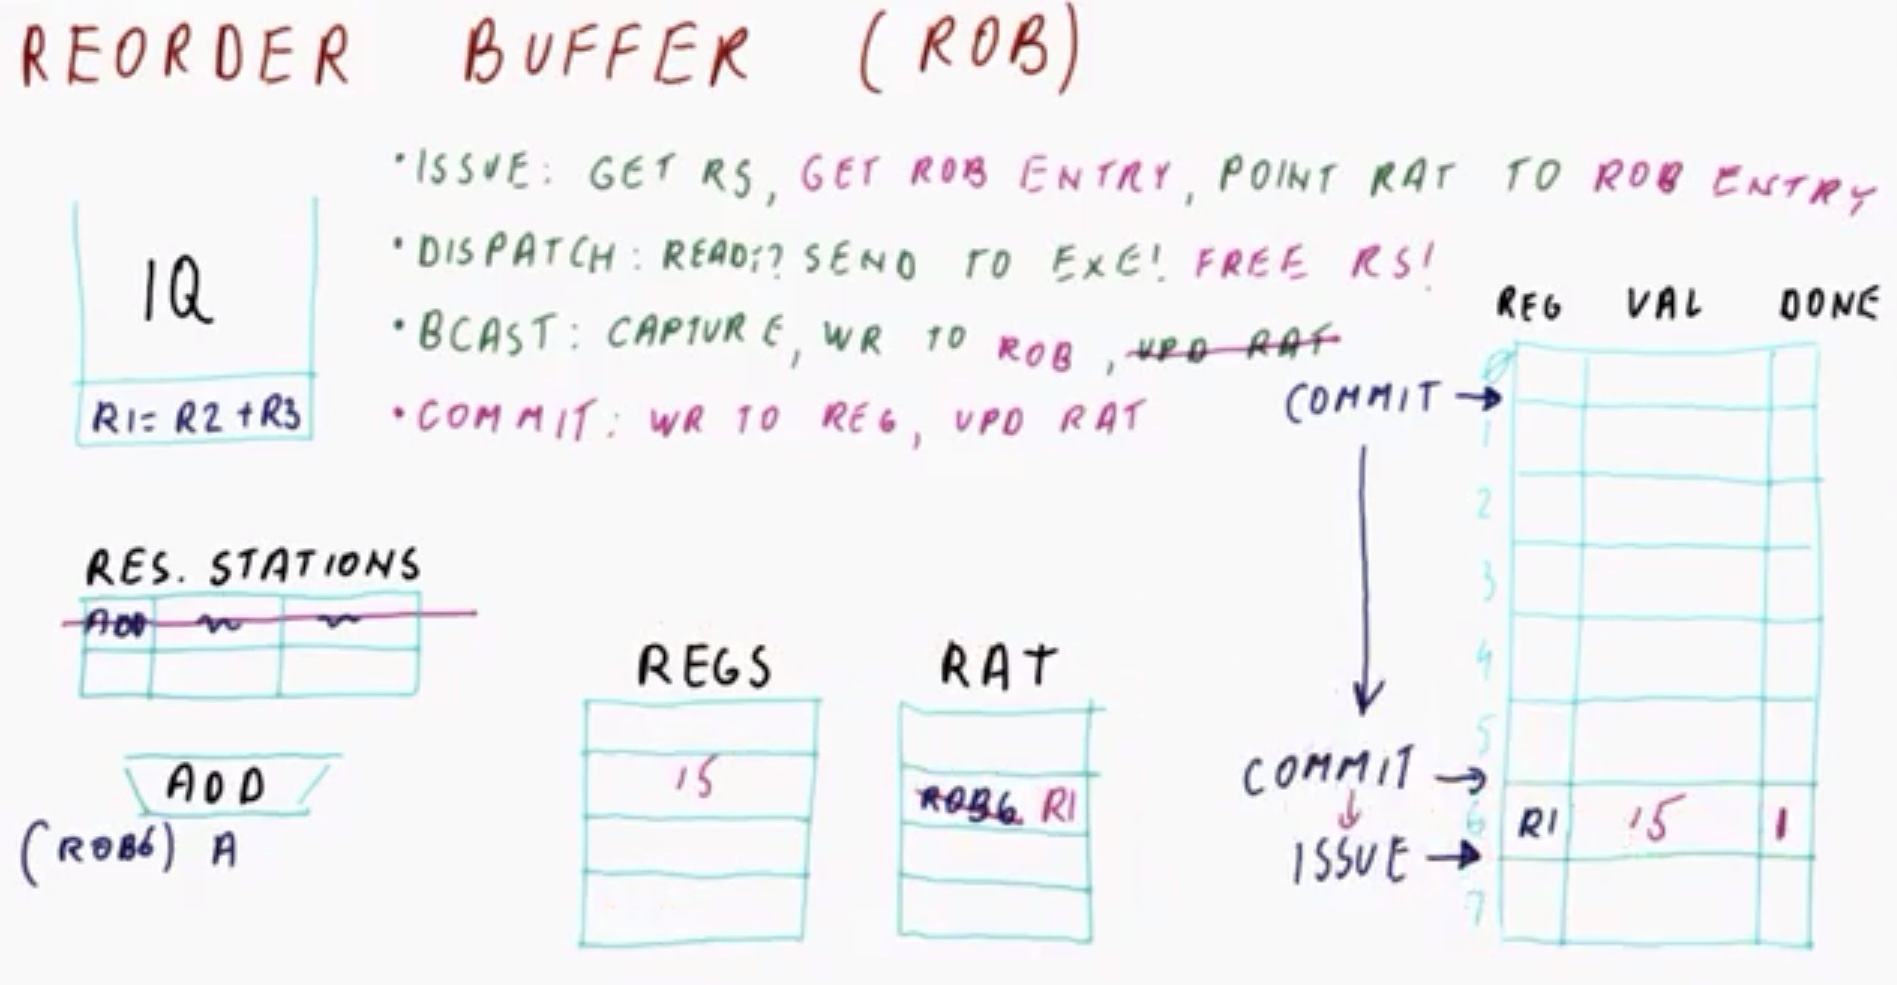 REORDER BUFFER (ROB)
• ISSUE: GET RS, GET ROB ENTRY, POINT RAT TO ROB ENTRY
• DISPATCH: READY? SEND TO EXE! FREE RS!
• BCAST: CAPTURE, WR TO ROB, UPD RAT
• COMMIT: WR TO REG, UPD RAT
IQ
R1= R2 + R3
RES. STATIONS
ADD
ADD
(ROB6) A
REGS
15
RAT
ROB6 R1
COMMIT →
COMMIT →
ISSUE →
REG VAL DONE
0
1
2
3
4
5
6 R1 15 1
7